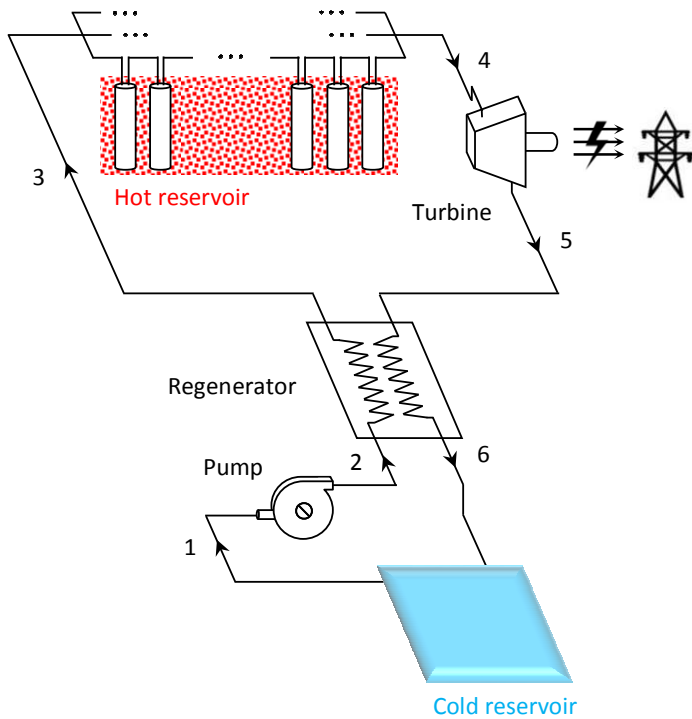 4
3
Hot reservoir
Turbine
5
Regenerator
Pump
2
6
1
Cold reservoir